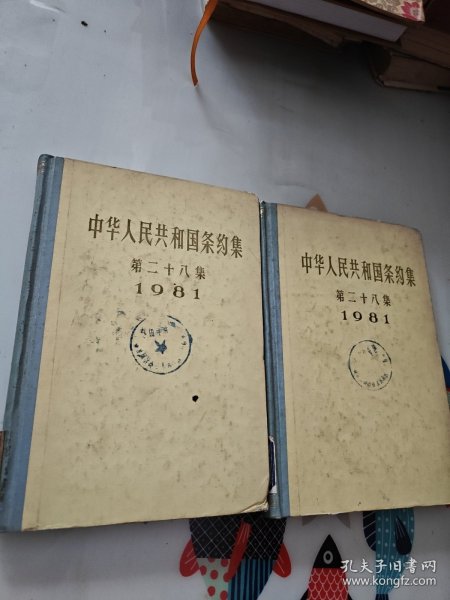 中华人民共和国条约集
第二十八集
1981
中华人民共和国条约集
第二十八集
1981
孔夫子旧书网
www.kongfz.com